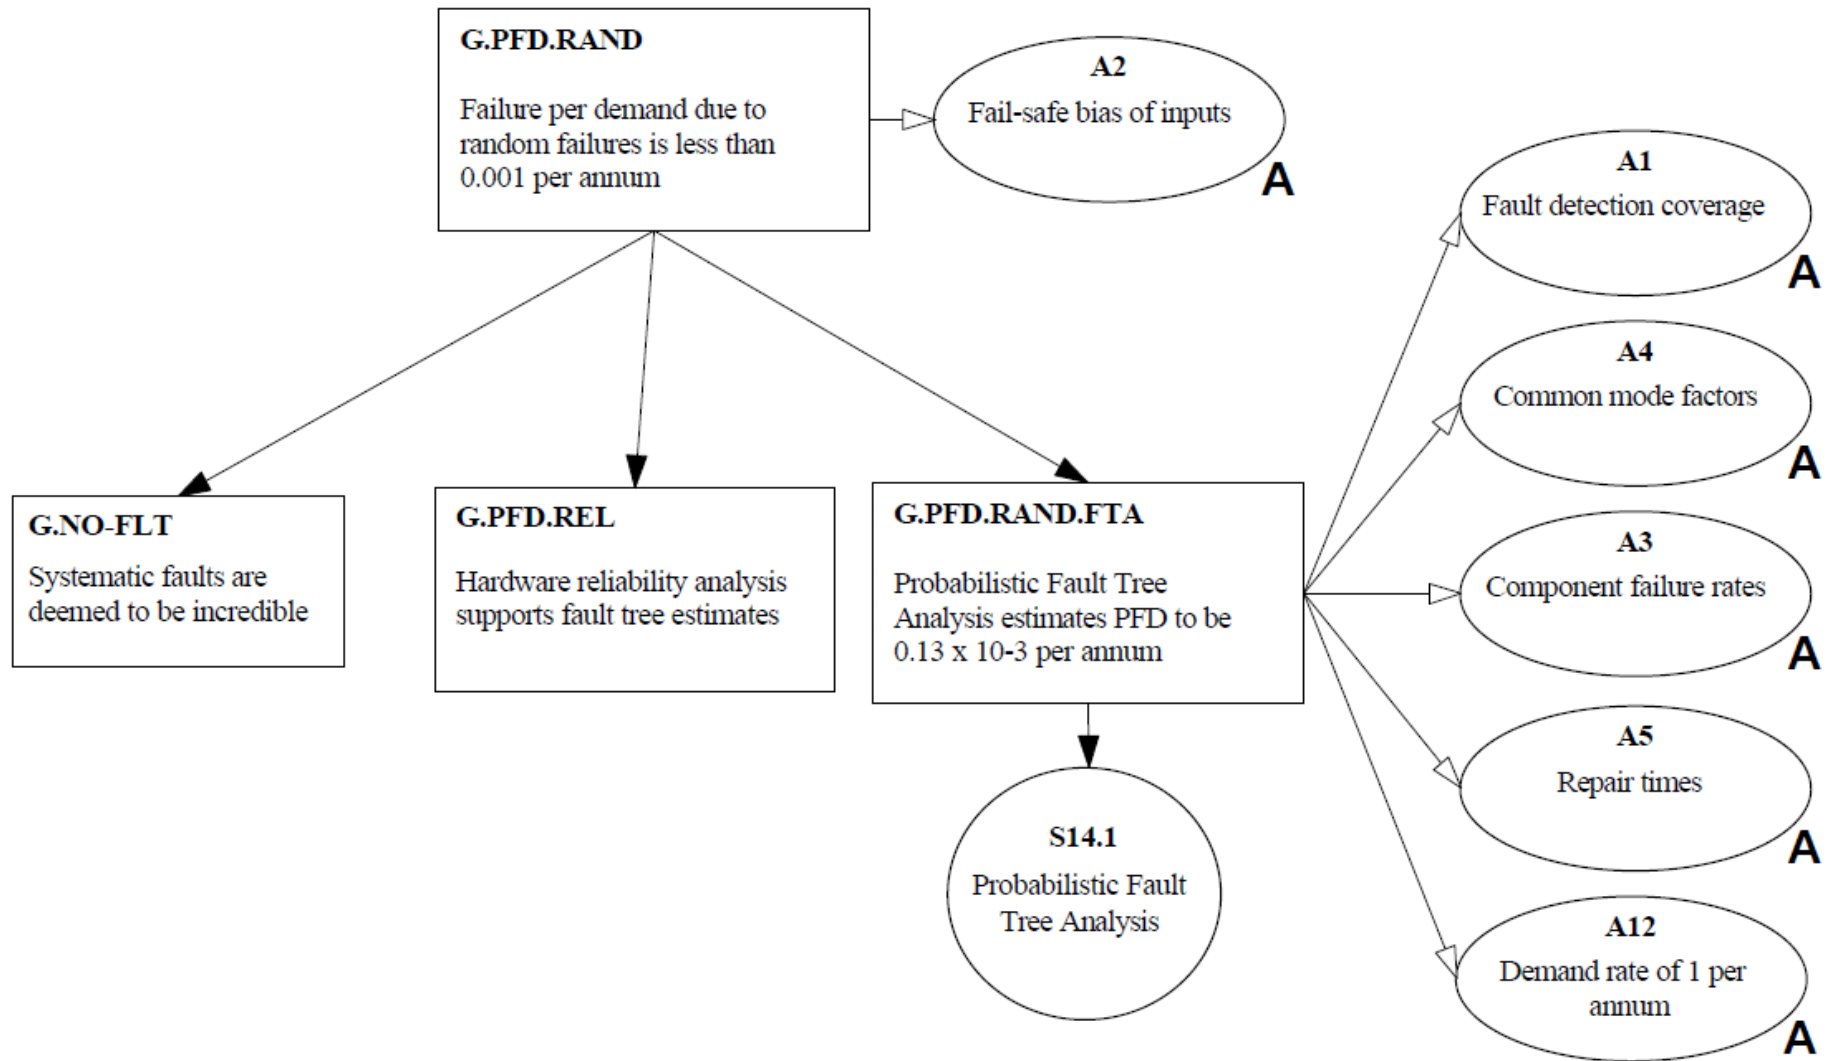 G.PFD.RAND
Failure per demand due to
random failures is less than
0.001 per annum
A2
Fail-safe bias of inputs
A
A1
Fault detection coverage
A
A4
Common mode factors
A
G.NO-FLT
Systematic faults are
deemed to be incredible
G.PFD.REL
Hardware reliability analysis
supports fault tree estimates
G.PFD.RAND.FTA
Probabilistic Fault Tree
Analysis estimates PFD to be
0.13 x 10-3 per annum
A3
Component failure rates
A
A5
Repair times
A
S14.1
Probabilistic Fault
Tree Analysis
A12
Demand rate of 1 per
annum
A